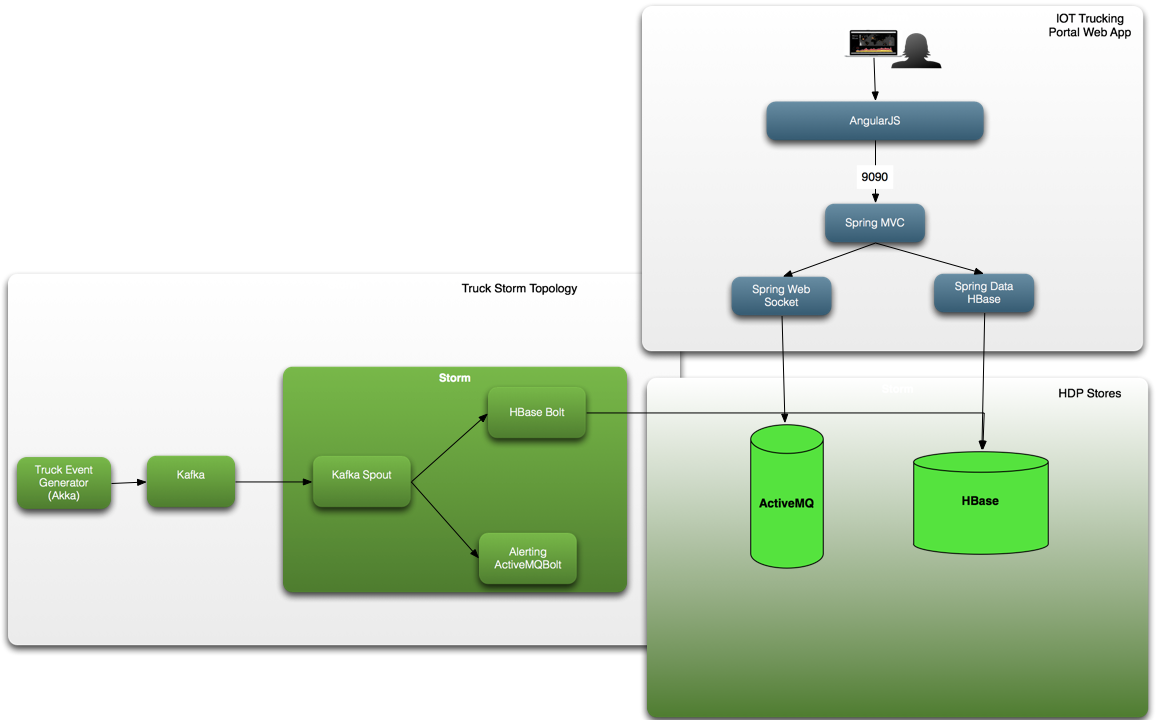 IOT Trucking
Portal Web App
AngularJS
9090
Spring MVC
Spring Web
Socket
Spring Data
HBase
Truck Storm Topology
Storm
HBase Bolt
Truck Event
Generator
(Akka)
Kafka
Kafka Spout
Alerting
ActiveMQBolt
HDP Stores
ActiveMQ
HBase